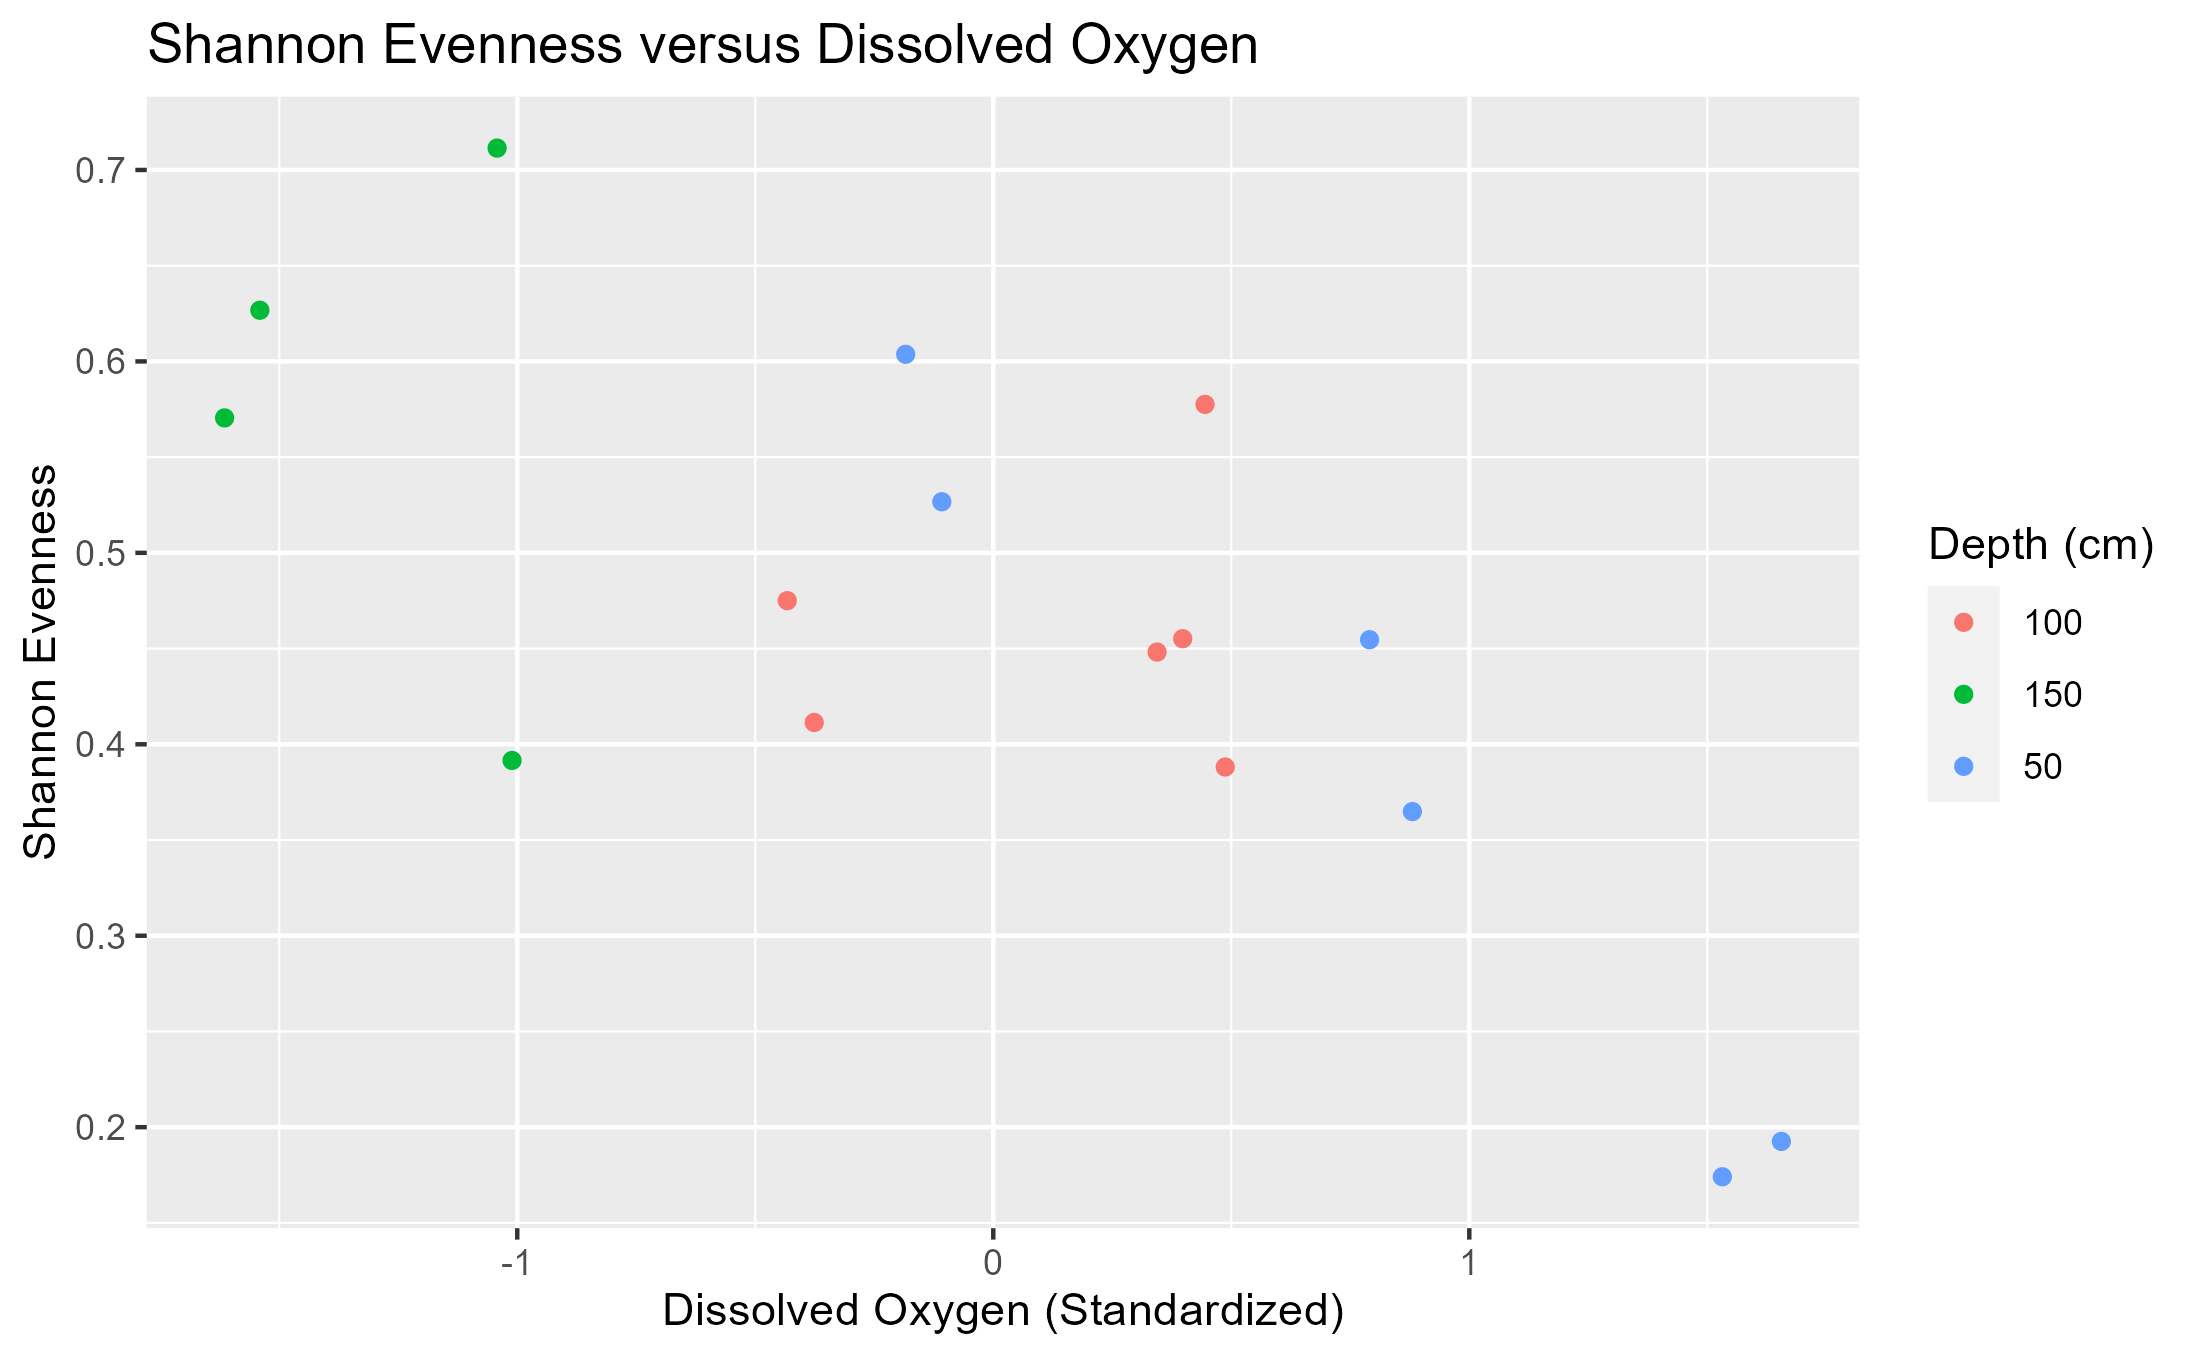 Shannon Evenness versus Dissolved Oxygen
Shannon Evenness
0.7
0.6
0.5
0.4
0.3
0.2
-1 0 1
Dissolved Oxygen (Standardized)
Depth (cm)
100
150
50